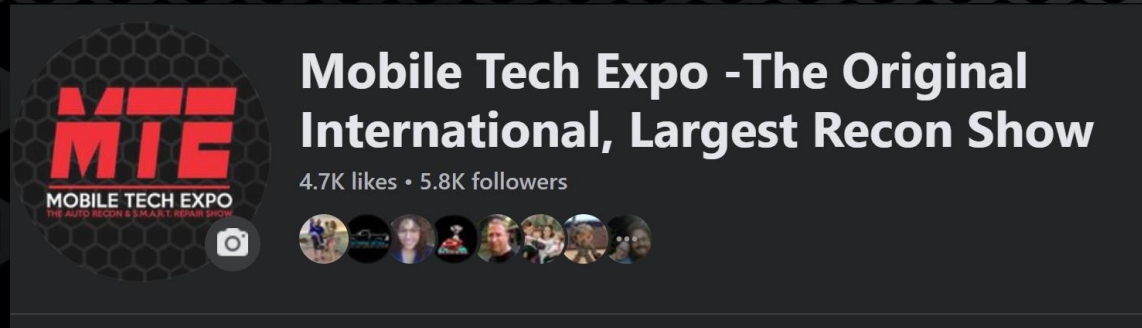 MTE
MOBILE TECH EXPO
THE AUTO RECON & S.M.A.R.T. REPAIR SHOW
Mobile Tech Expo -The Original
International, Largest Recon Show
4.7K likes • 5.8K followers